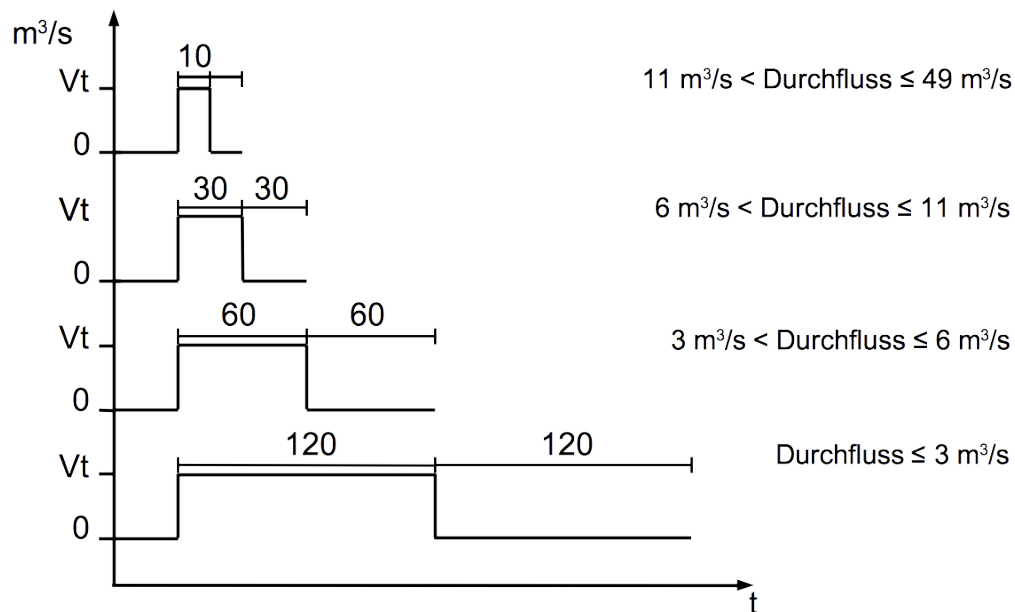 m³/s
10
Vt
11 m³/s < Durchfluss ≤ 49 m³/s
0
30 30
Vt
6 m³/s < Durchfluss ≤ 11 m³/s
0
60 60
Vt
3 m³/s < Durchfluss ≤ 6 m³/s
0
120 120
Vt
Durchfluss ≤ 3 m³/s
0
t